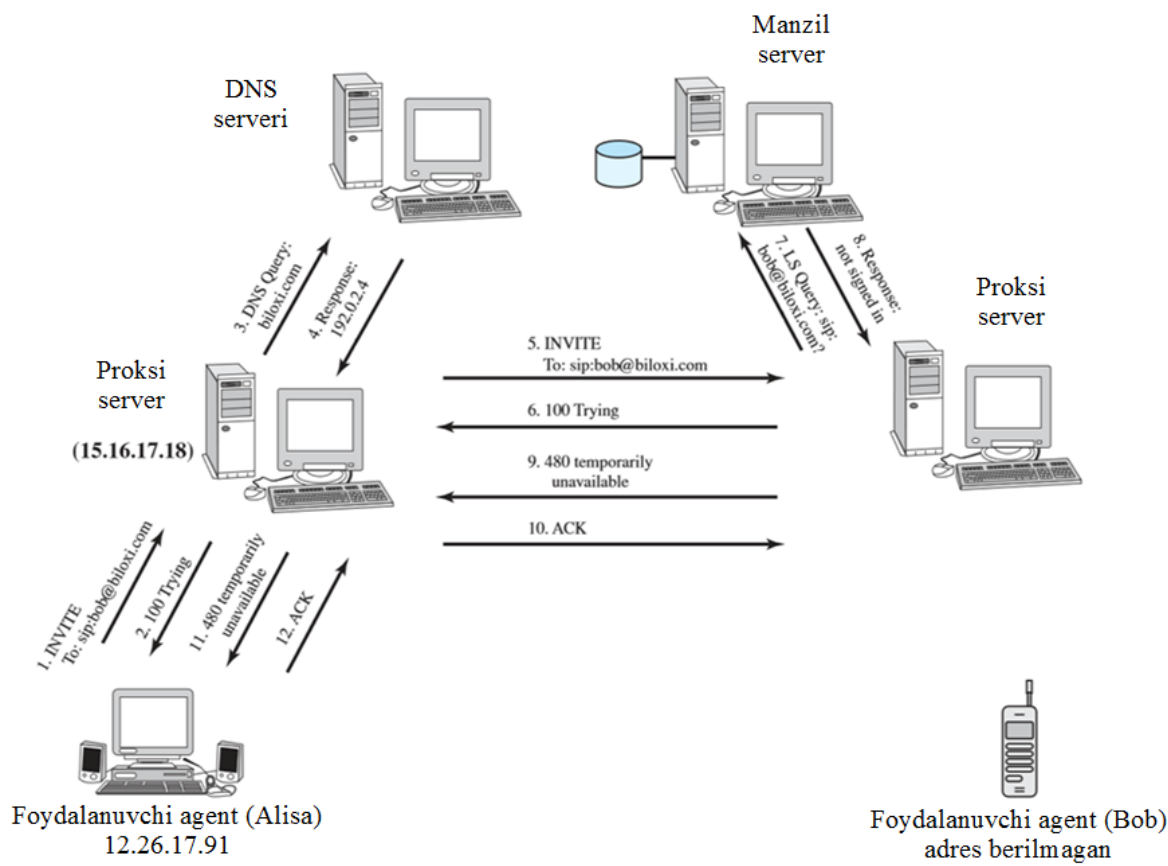 Manzil
server
DNS
serveri
3. DNS Query:
biloxi.com
4. Response:
192.0.2.4
7. LS Query: sip:
bob@biloxi.com?
8. Response:
not signed in
Proksi
server
Proksi
server
(15.16.17.18)
5. INVITE
To: sip:bob@biloxi.com
6. 100 Trying
9. 480 temporarily
unavailable
10. ACK
1. INVITE
To: sip:bob@biloxi.com
2. 100 Trying
11. 480 temporarily
unavailable
12. ACK
Foydalanuvchi agent (Alisa)
12.26.17.91
Foydalanuvchi agent (Bob)
adres berilmagan